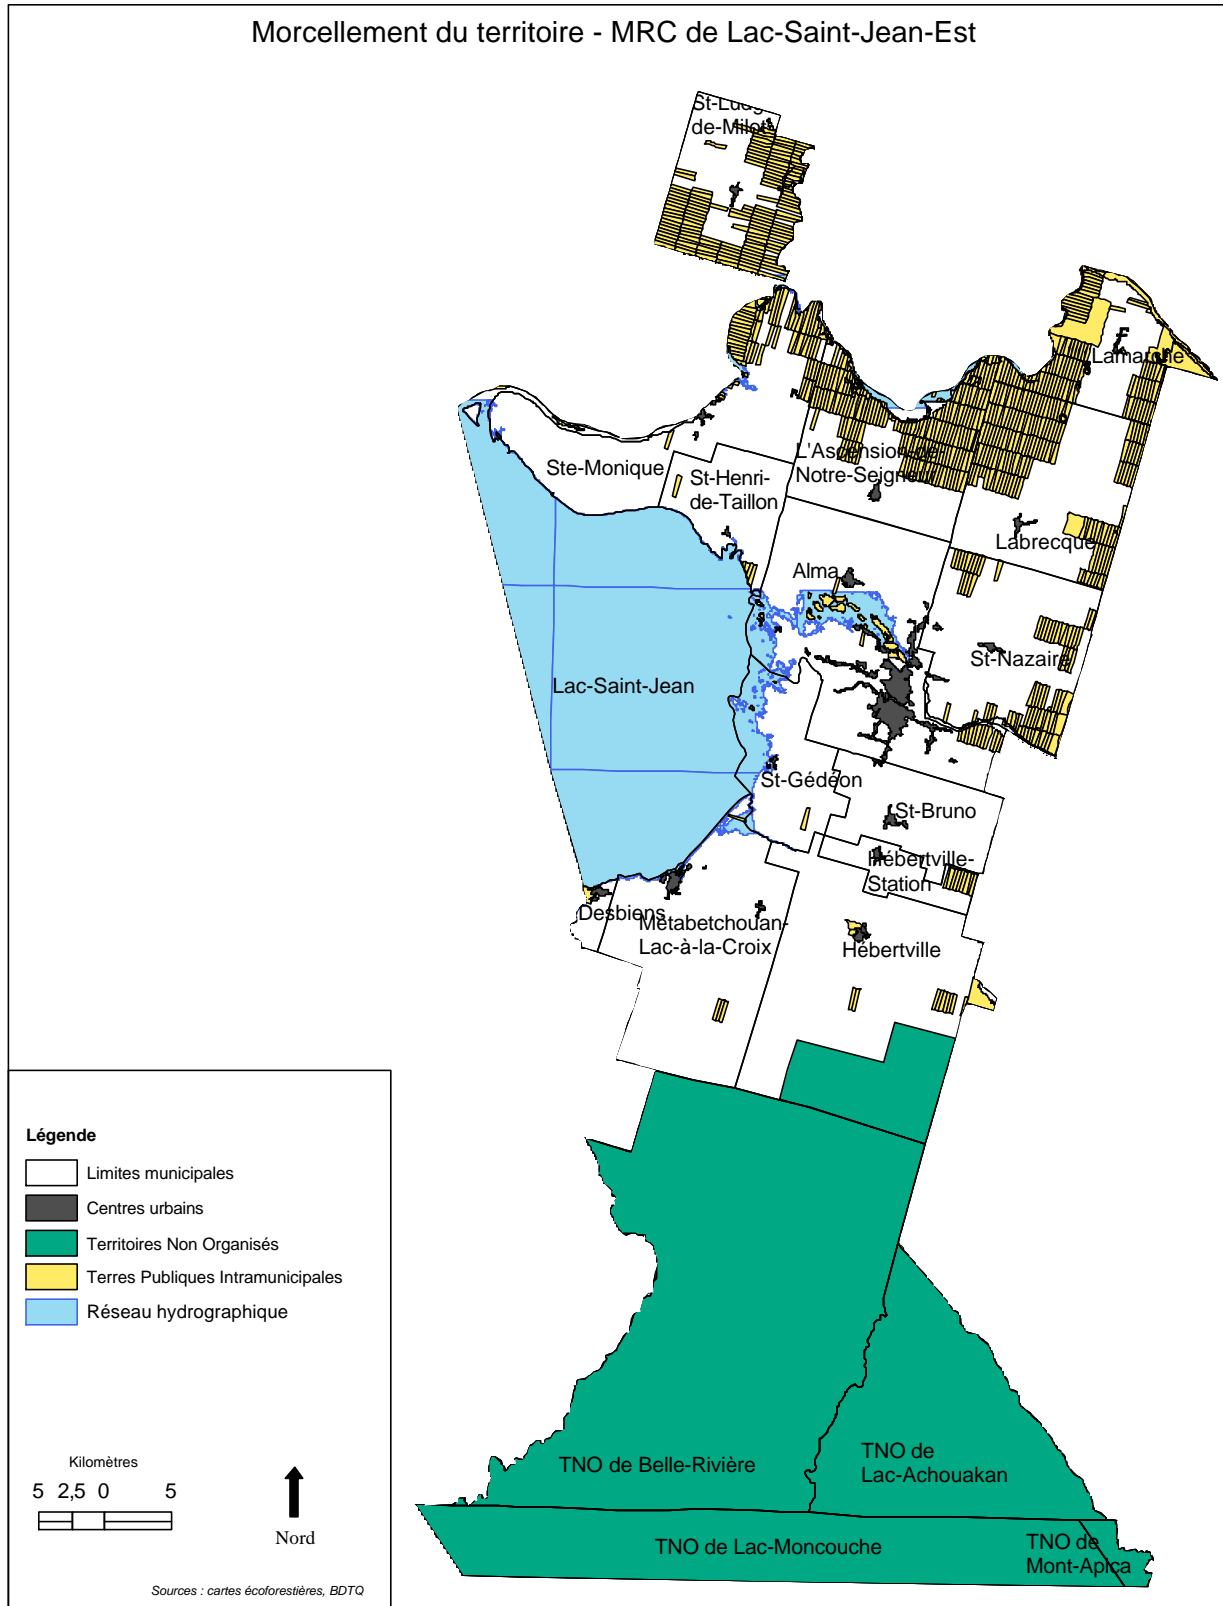 Morcellement du territoire - MRC de Lac-Saint-Jean-Est
de-Milot
Lamarche
L'Ascension-de-
Notre-Seigneur
Ste-Monique
St-Henri-
de-Taillon
Labrecque
Alma
St-Nazaire
Lac-Saint-Jean
St-Gédéon
St-Bruno
Hébertville-
Station
Desbiens
Métabetchouan-
Lac-à-la-Croix
Hébertville
Légende
Limites municipales
Centres urbains
Territoires Non Organisés
Terres Publiques Intramunicipales
Réseau hydrographique
Kilomètres
5 2,5 0 5
Nord
Sources : cartes écoforestières, BDTQ
TNO de Belle-Rivière
TNO de
Lac-Achouakan
TNO de Lac-Moncouche
TNO de
Mont-Apica